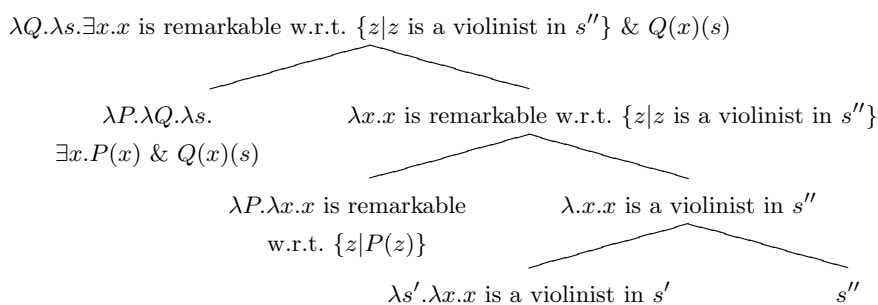 λQ.λs.∃x.x is remarkable w.r.t. {z|z is a violinist in s′′} & Q(x)(s)
λP.λQ.λs.
∃x.P(x) & Q(x)(s)
λx.x is remarkable w.r.t. {z|z is a violinist in s′′}
λP.λx.x is remarkable
w.r.t. {z|P(z)}
λ.x.x is a violinist in s′′
λs′.λx.x is a violinist in s′
s′′